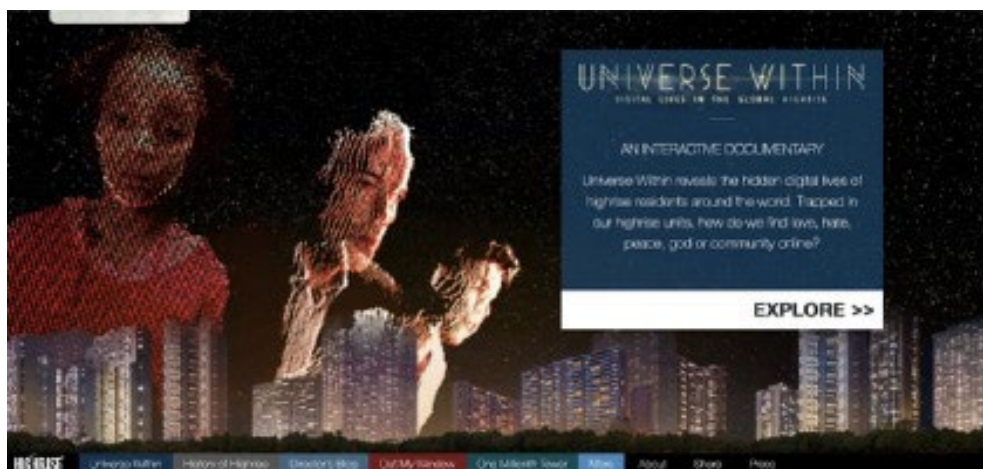 UNIVERSE WITHIN
DIGITAL LIVES IN THE GLOBAL HIGHRISE
AN INTERACTIVE DOCUMENTARY
Universe Within reveals the hidden digital lives of
highrise residents around the world. Trapped in
our highrise units, how do we find love, hate,
peace, god or community online?
EXPLORE >>
HIGHRISE Universe Within History of Highrise Director's Blog Out My Window One Millionth Tower More About Share Press